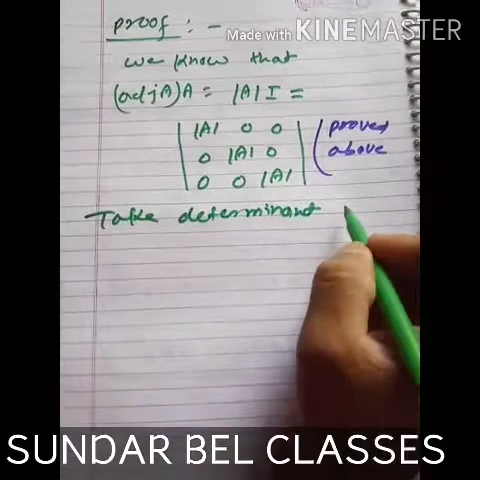 proof : -
Made with KINEMASTER
we know that
(adjA)A = |A| I =
|A| 0 0
0 |A| 0
0 0 |A|
(proved
above
Take determinant
SUNDAR BEL CLASSES